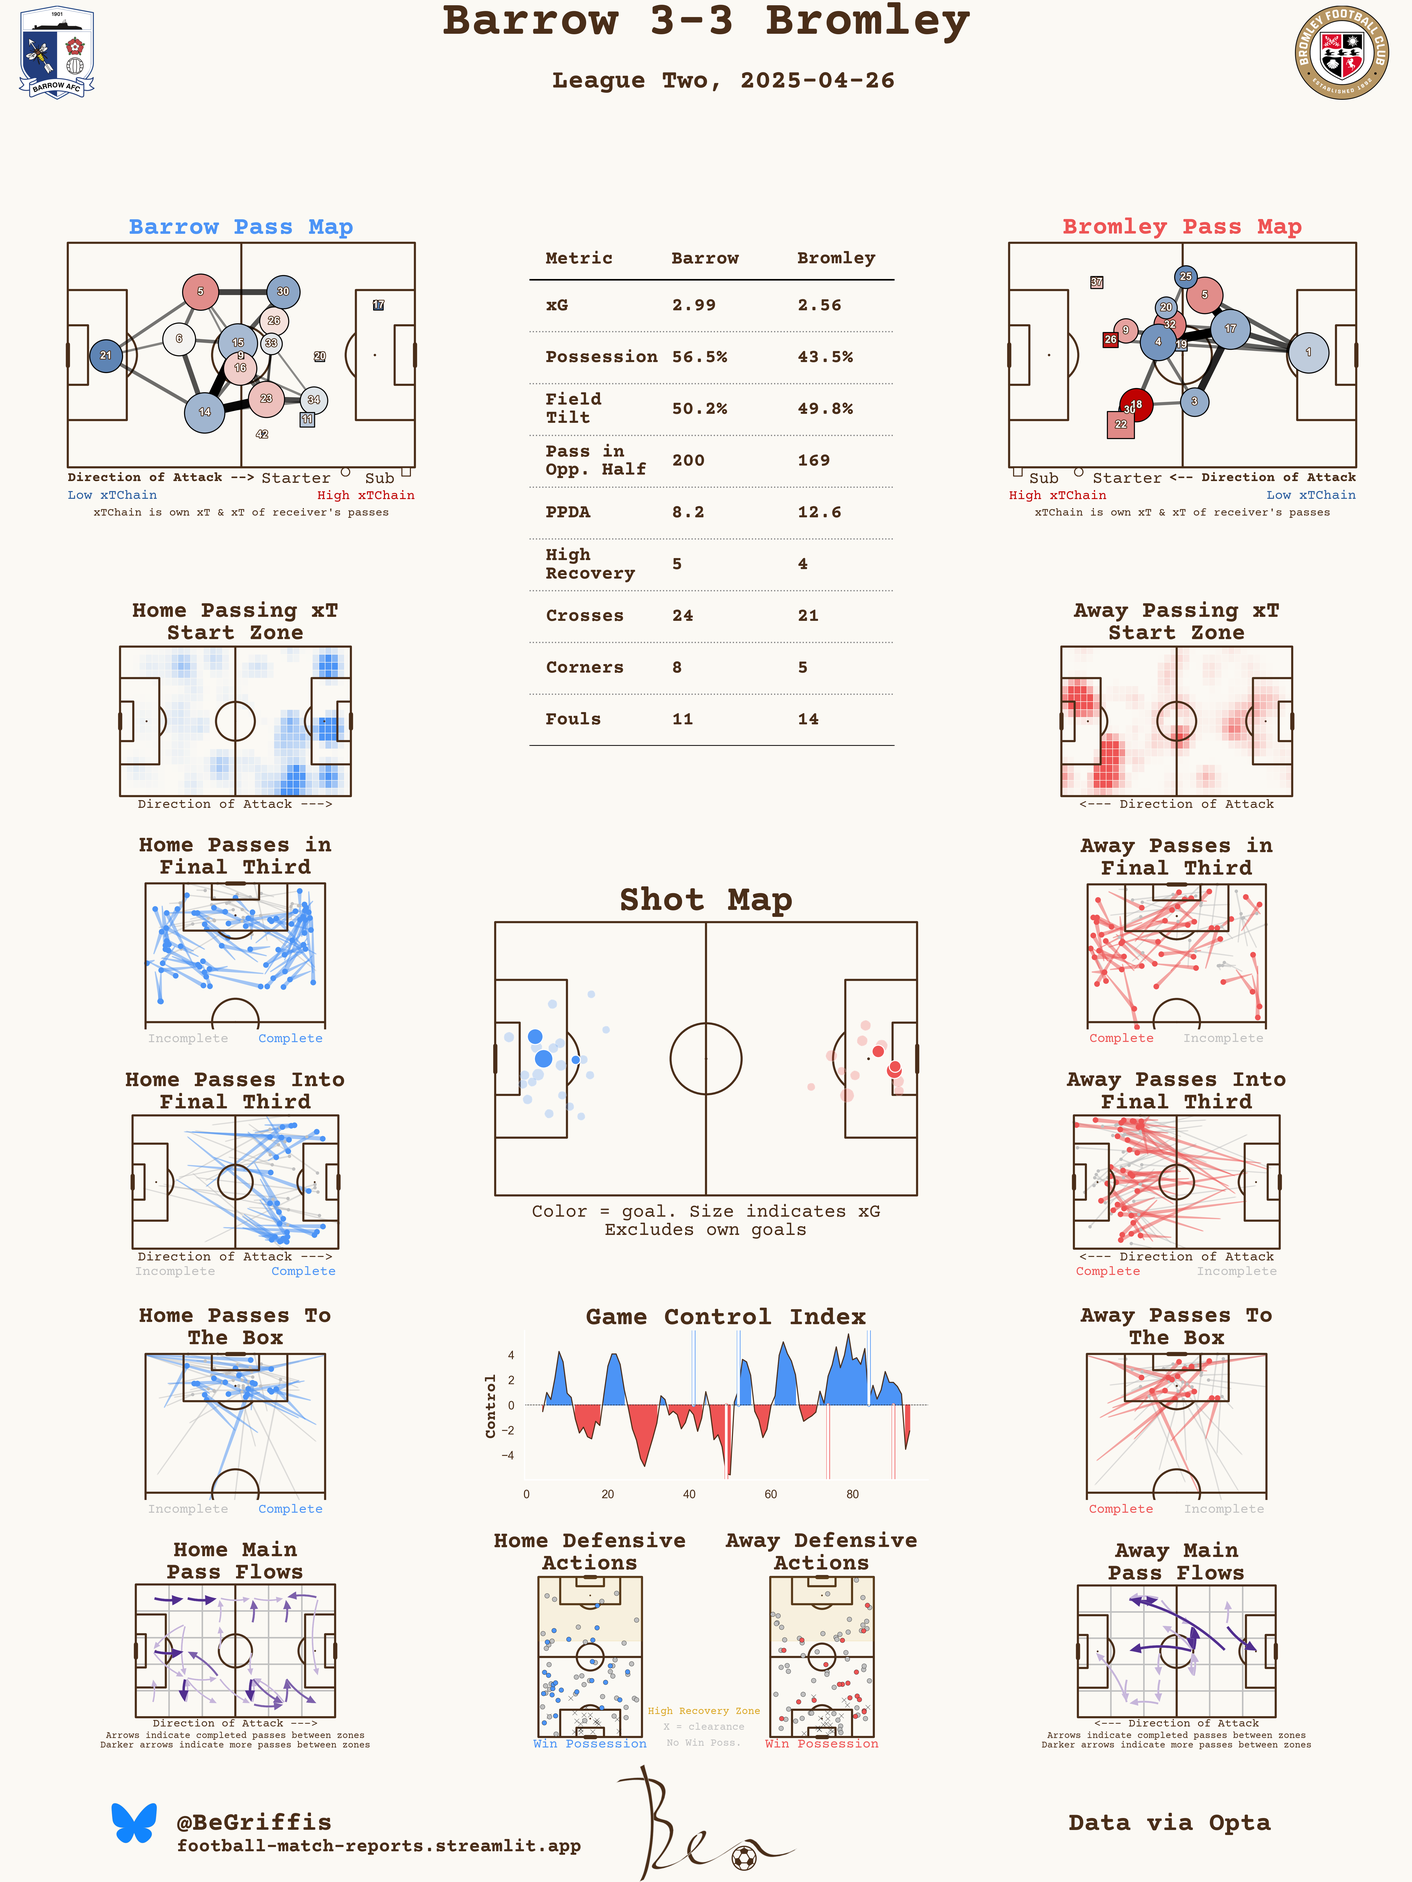 Barrow 3-3 Bromley
League Two, 2025-04-26
1901
BARROW AFC
BROMLEY FOOTBALL CLUB
• ESTABLISHED 1892 •
Barrow Pass Map
5
30
17
26
6
15
33
21
9
20
16
14
23
34
11
42
Direction of Attack --> Starter Sub
Low xTChain High xTChain
xTChain is own xT & xT of receiver's passes
Metric Barrow Bromley
xG 2.99 2.56
Possession 56.5% 43.5%
Field
Tilt 50.2% 49.8%
Pass in
Opp. Half 200 169
PPDA 8.2 12.6
High
Recovery 5 4
Crosses 24 21
Corners 8 5
Fouls 11 14
Bromley Pass Map
37
25
5
20
9
32
17
26
4
19
1
18
30
3
22
Sub Starter <-- Direction of Attack
High xTChain Low xTChain
xTChain is own xT & xT of receiver's passes
Home Passing xT
Start Zone
Direction of Attack --->
Away Passing xT
Start Zone
<--- Direction of Attack
Home Passes in
Final Third
Incomplete Complete
Away Passes in
Final Third
Complete Incomplete
Shot Map
Color = goal. Size indicates xG
Excludes own goals
Home Passes Into
Final Third
Direction of Attack --->
Incomplete Complete
Away Passes Into
Final Third
<--- Direction of Attack
Complete Incomplete
Home Passes To
The Box
Incomplete Complete
Game Control Index
Control
4
2
0
−2
−4
0 20 40 60 80
Away Passes To
The Box
Complete Incomplete
Home Main
Pass Flows
Direction of Attack --->
Arrows indicate completed passes between zones
Darker arrows indicate more passes between zones
Home Defensive
Actions
Win Possession
High Recovery Zone
X = clearance
No Win Poss.
Away Defensive
Actions
Win Possession
Away Main
Pass Flows
<--- Direction of Attack
Arrows indicate completed passes between zones
Darker arrows indicate more passes between zones
@BeGriffis
football-match-reports.streamlit.app
Ben
Data via Opta